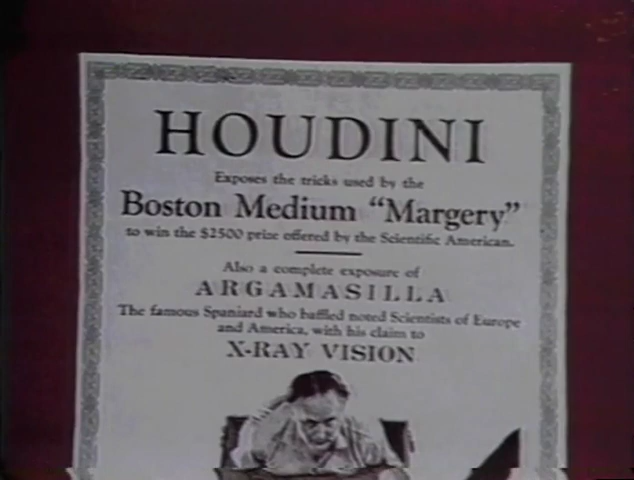 HOUDINI
Exposes the tricks used by the
Boston Medium "Margery"
to win the $2500 prize offered by the Scientific American.
Also a complete exposure of
ARGAMASILLA
The famous Spaniard who baffled noted Scientists of Europe
and America, with his claim to
X-RAY VISION